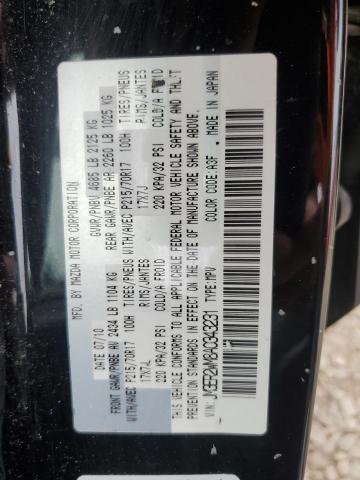 MFD. BY MAZDA MOTOR CORPORATION
DATE 07/10 GVWR/PNBV 4685 LB 2125 KG
FRONT GAWR/PNBE AV 2434 LB 1104 KG REAR GAWR/PNBE AR 2260 LB 1025 KG
WITH/AVEC P215/70R17 100H TIRES/PNEUS WITH/AVEC P215/70R17 100H TIRES/PNEUS
17X7J RIMS/JANTES 17X7J RIMS/JANTES
220 KPA/32 PSI COLD/A FROID 220 KPA/32 PSI COLD/A FROID
THIS VEHICLE CONFORMS TO ALL APPLICABLE FEDERAL MOTOR VEHICLE SAFETY AND THEFT
PREVENTION STANDARDS IN EFFECT ON THE DATE OF MANUFACTURE SHOWN ABOVE.
MADE IN JAPAN
A3F
VIN: TYPE:MPV